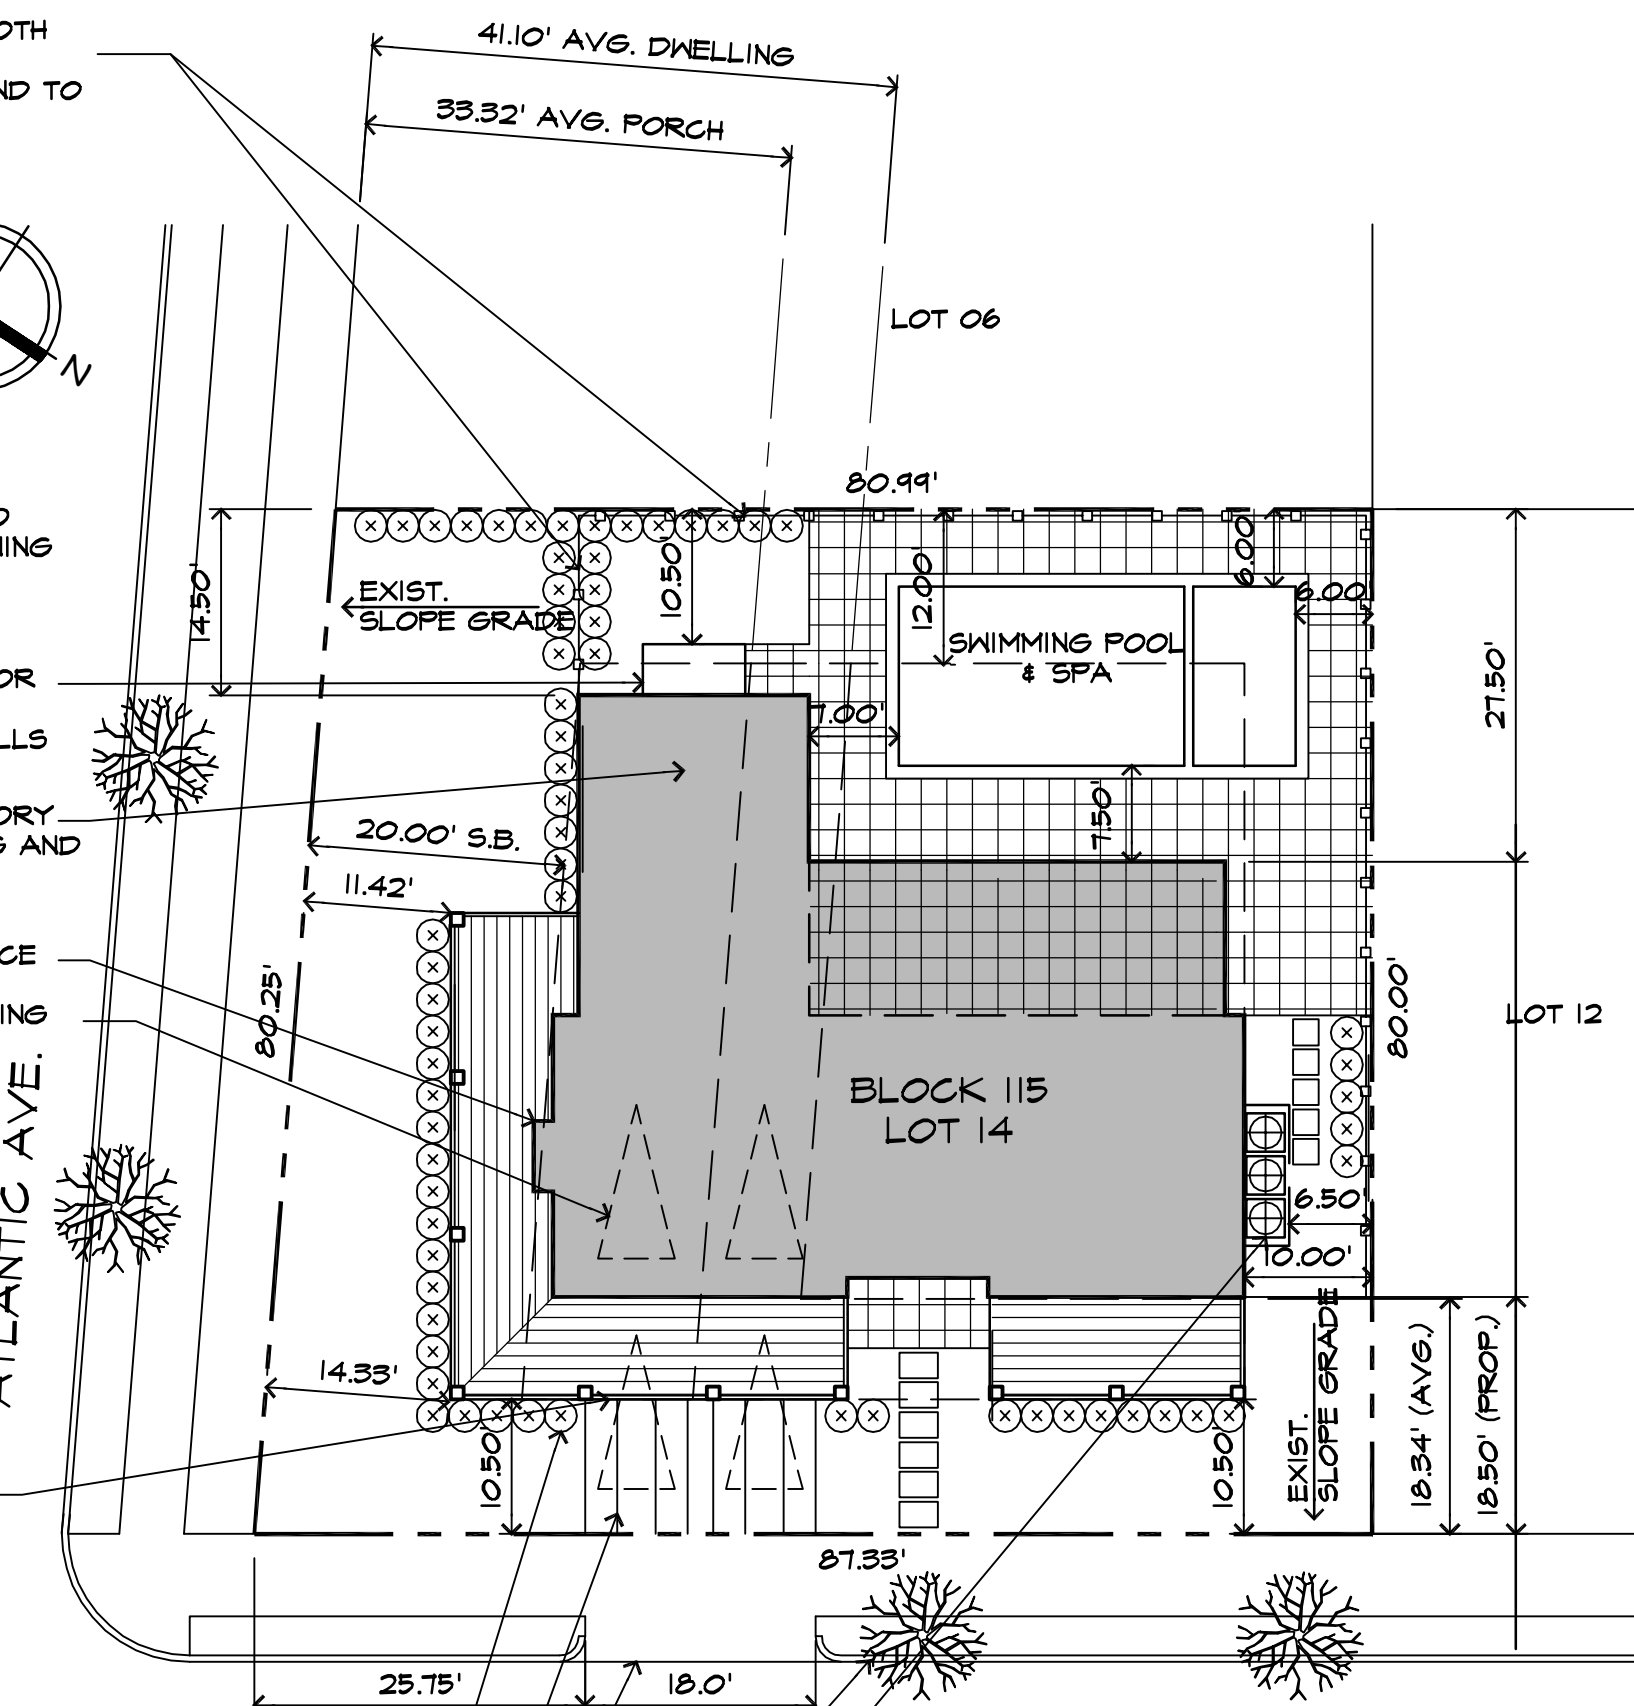 OTH
41.10' AVG. DWELLING
ND TO
33.32' AVG. PORCH
LOT 06
N
80.99'
14.50'
EXIST.
SLOPE GRADE
10.50'
12.00'
6.00'
6.00'
SWIMMING POOL
& SPA
OR
7.00'
27.50'
LLS
ORY
G AND
20.00' S.B.
7.50'
11.42'
CE
80.25'
80.00'
ING
LOT 12
ATLANTIC AVE.
BLOCK 115
LOT 14
6.50'
10.00'
14.33'
10.50'
10.50'
EXIST.
SLOPE GRADE
18.34' (AVG.)
18.50' (PROP.)
87.33'
25.75'
18.0'